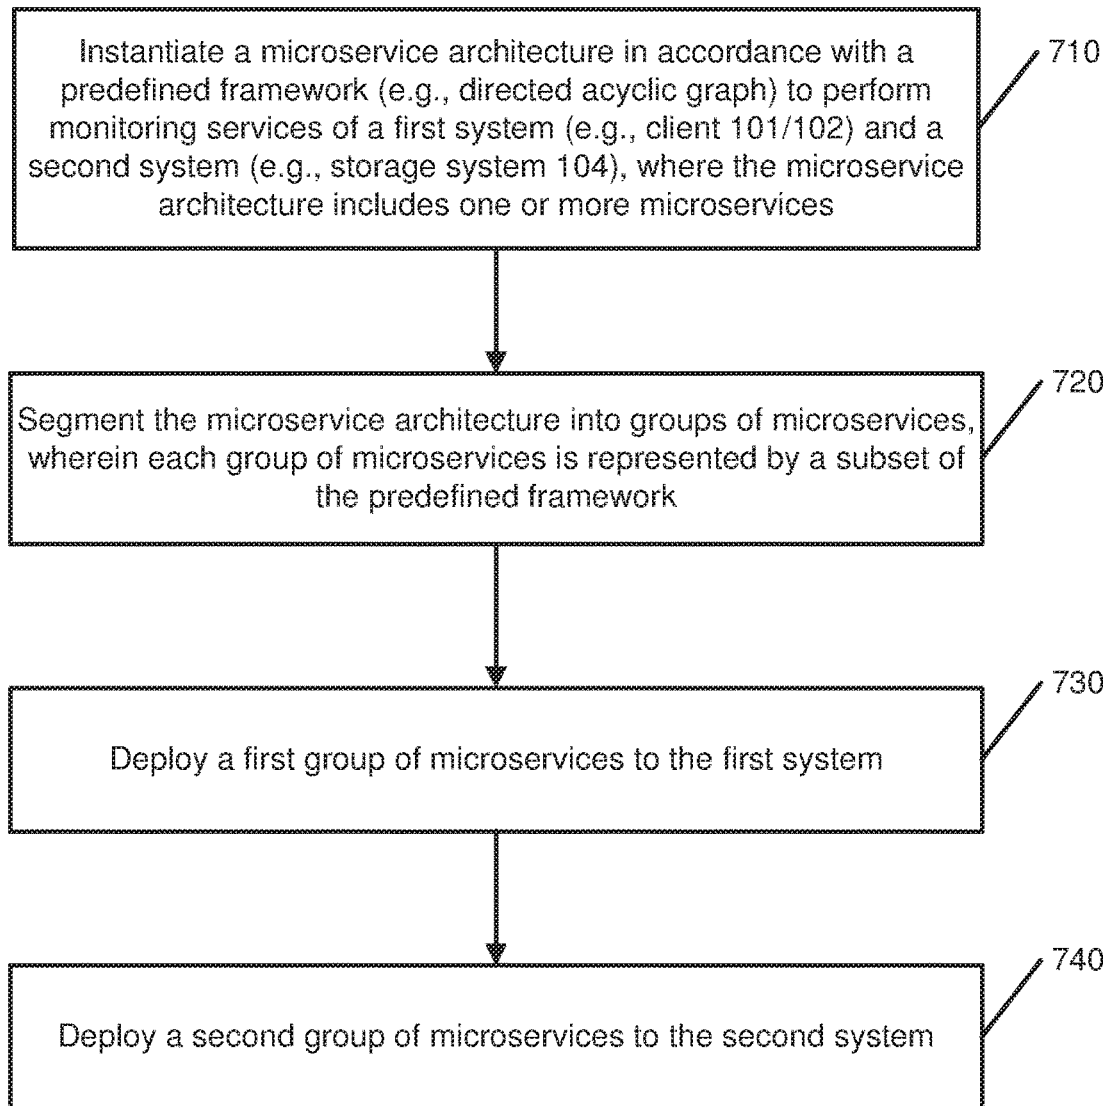 Instantiate a microservice architecture in accordance with a
predefined framework (e.g., directed acyclic graph) to perform
monitoring services of a first system (e.g., client 101/102) and a
second system (e.g., storage system 104), where the microservice
architecture includes one or more microservices
710
Segment the microservice architecture into groups of microservices,
wherein each group of microservices is represented by a subset of
the predefined framework
720
Deploy a first group of microservices to the first system
730
Deploy a second group of microservices to the second system
740